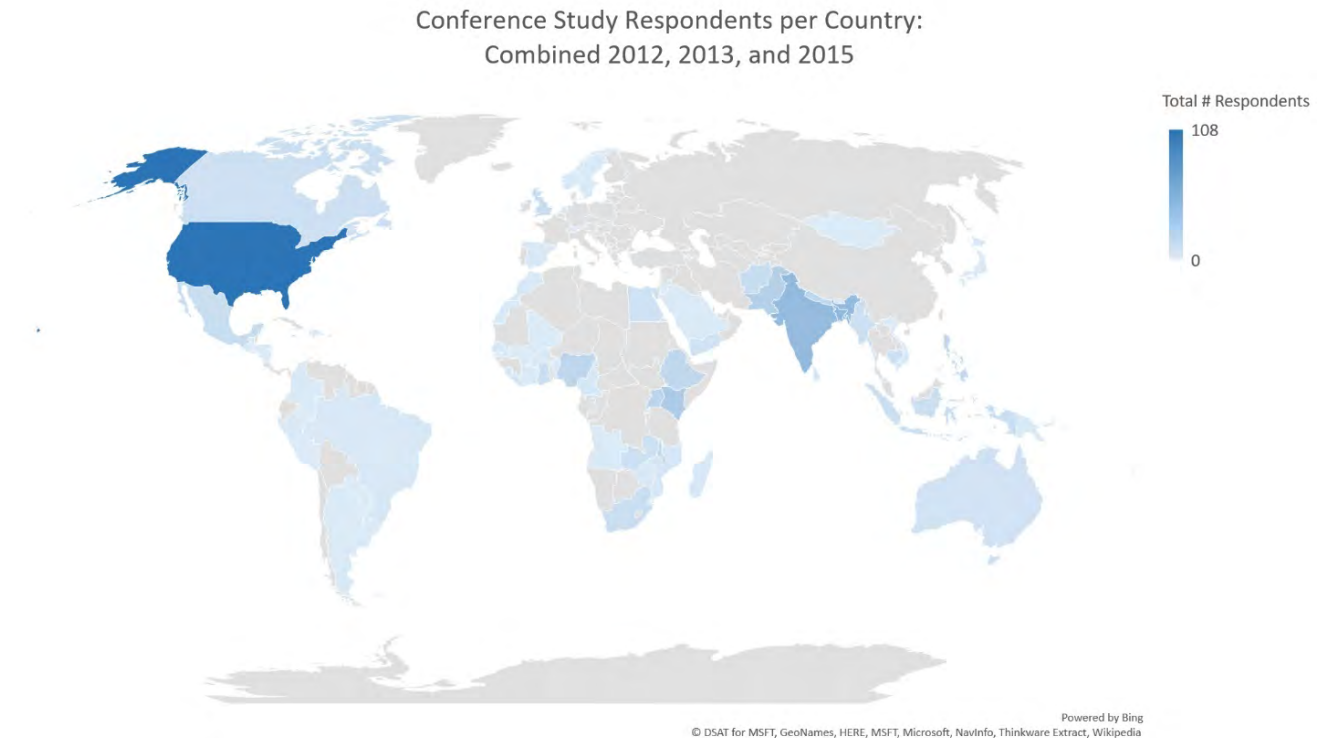 Conference Study Respondents per Country:
Combined 2012, 2013, and 2015
Total # Respondents
108
0
Powered by Bing
© DSAT for MSFT, GeoNames, HERE, MSFT, Microsoft, NavInfo, Thinkware Extract, Wikipedia